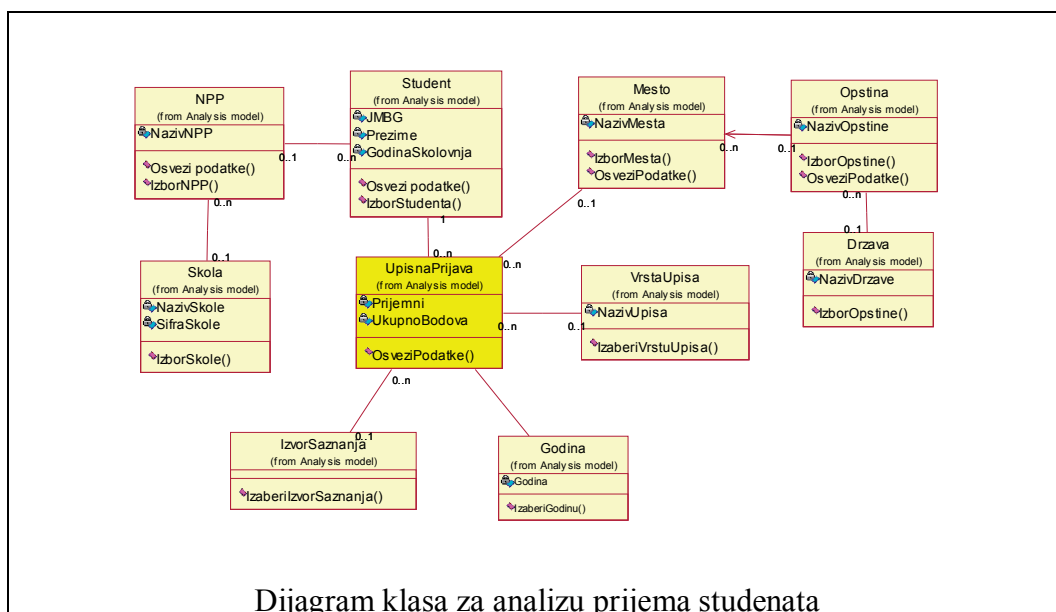 NPP
(from Analysis model)
NazivNPP
Osvezi podatke()
IzborNPP()
Student
(from Analysis model)
JMBG
Prezime
GodinaSkolovnja
Osvezi podatke()
IzborStudenta()
Mesto
(from Analysis model)
NazivMesta
IzborMesta()
OsveziPodatke()
Opstina
(from Analysis model)
NazivOpstine
IzborOpstine()
OsveziPodatke()
0..1
0..n
0..n
0..1
0..n
0..1
1
0..n
0..1
0..n
0..n
0..1
Skola
(from Analysis model)
NazivSkole
SifraSkole
IzborSkole()
UpisnaPrijava
(from Analysis model)
Prijemni
UkupnoBodova
OsveziPodatke()
VrstaUpisa
(from Analysis model)
NazivUpisa
IzaberiVrstuUpisa()
Drzava
(from Analysis model)
NazivDrzave
IzborOpstine()
0..n
0..1
0..n
0..1
IzvorSaznanja
(from Analysis model)
IzaberiIzvorSaznanja()
Godina
(from Analysis model)
Godina
IzaberiGodinu()
Dijagram klasa za analizu prijema studenata